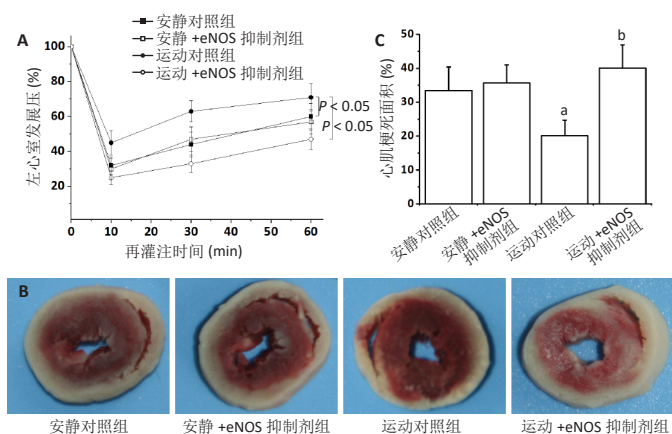 A
安静对照组
安静 +eNOS 抑制剂组
运动对照组
运动 +eNOS 抑制剂组
左心室发展压 (%)
100
80
60
40
20
P < 0.05
P < 0.05
0 10 20 30 40 50 60
再灌注时间 (min)
C
心肌梗死面积 (%)
50
40
30
20
10
0
a
b
安静对照组
安静 +eNOS
抑制剂组
运动对照组
运动 +eNOS
抑制剂组
B
安静对照组
安静 +eNOS 抑制剂组
运动对照组
运动 +eNOS 抑制剂组